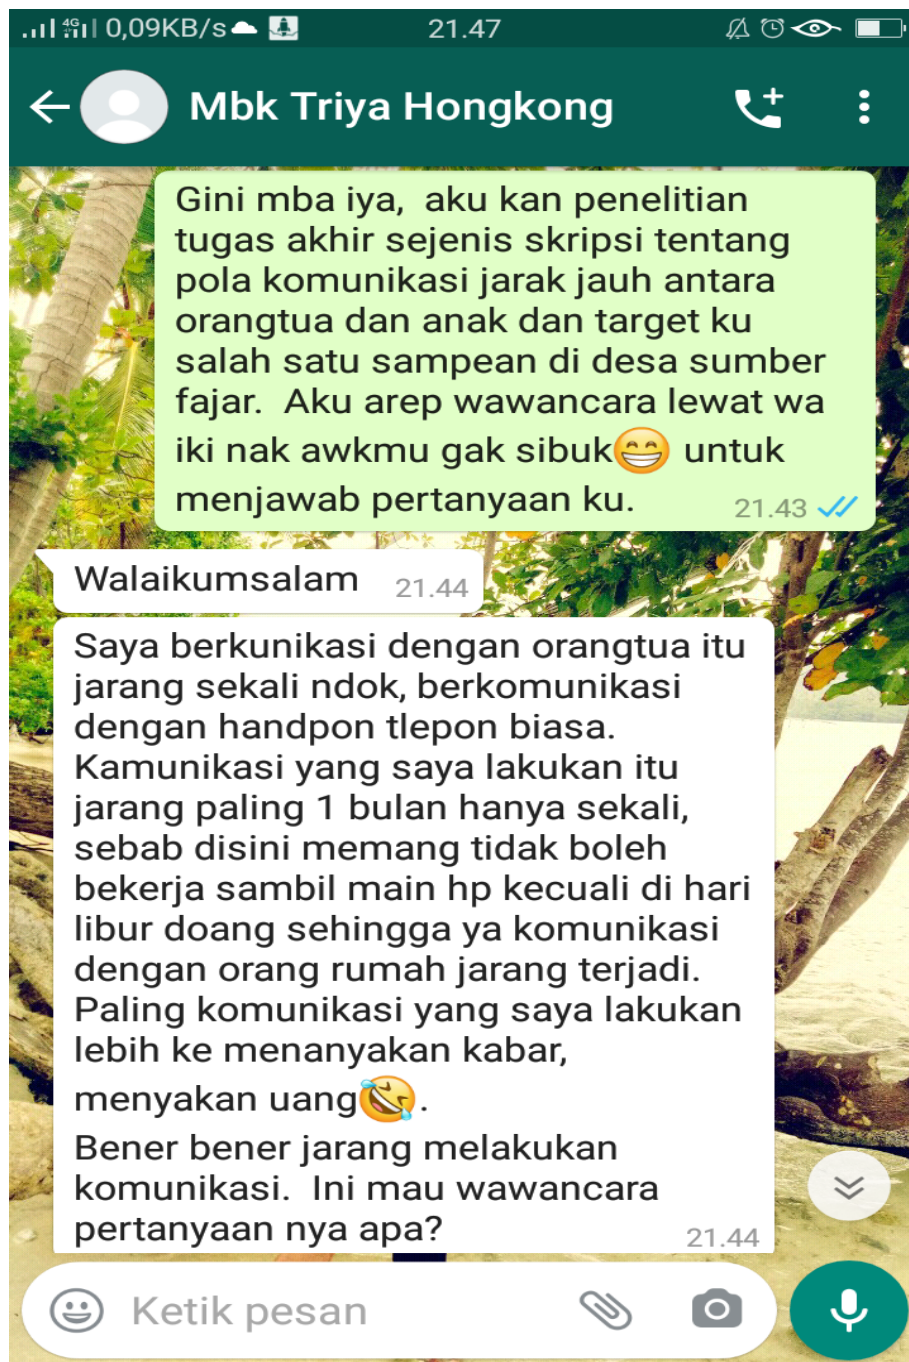 4G 0,09KB/s 21.47
Mbk Triya Hongkong
Gini mba iya, aku kan penelitian
tugas akhir sejenis skripsi tentang
pola komunikasi jarak jauh antara
orangtua dan anak dan target ku
salah satu sampean di desa sumber
fajar. Aku arep wawancara lewat wa
iki nak awkmu gak sibuk😁 untuk
menjawab pertanyaan ku. 21.43
Walaikumsalam 21.44
Saya berkunikasi dengan orangtua itu
jarang sekali ndok, berkomunikasi
dengan handpon tlepon biasa.
Kamunikasi yang saya lakukan itu
jarang paling 1 bulan hanya sekali,
sebab disini memang tidak boleh
bekerja sambil main hp kecuali di hari
libur doang sehingga ya komunikasi
dengan orang rumah jarang terjadi.
Paling komunikasi yang saya lakukan
lebih ke menanyakan kabar,
menyakan uang🤣.
Bener bener jarang melakukan
komunikasi. Ini mau wawancara
pertanyaan nya apa? 21.44
Ketik pesan